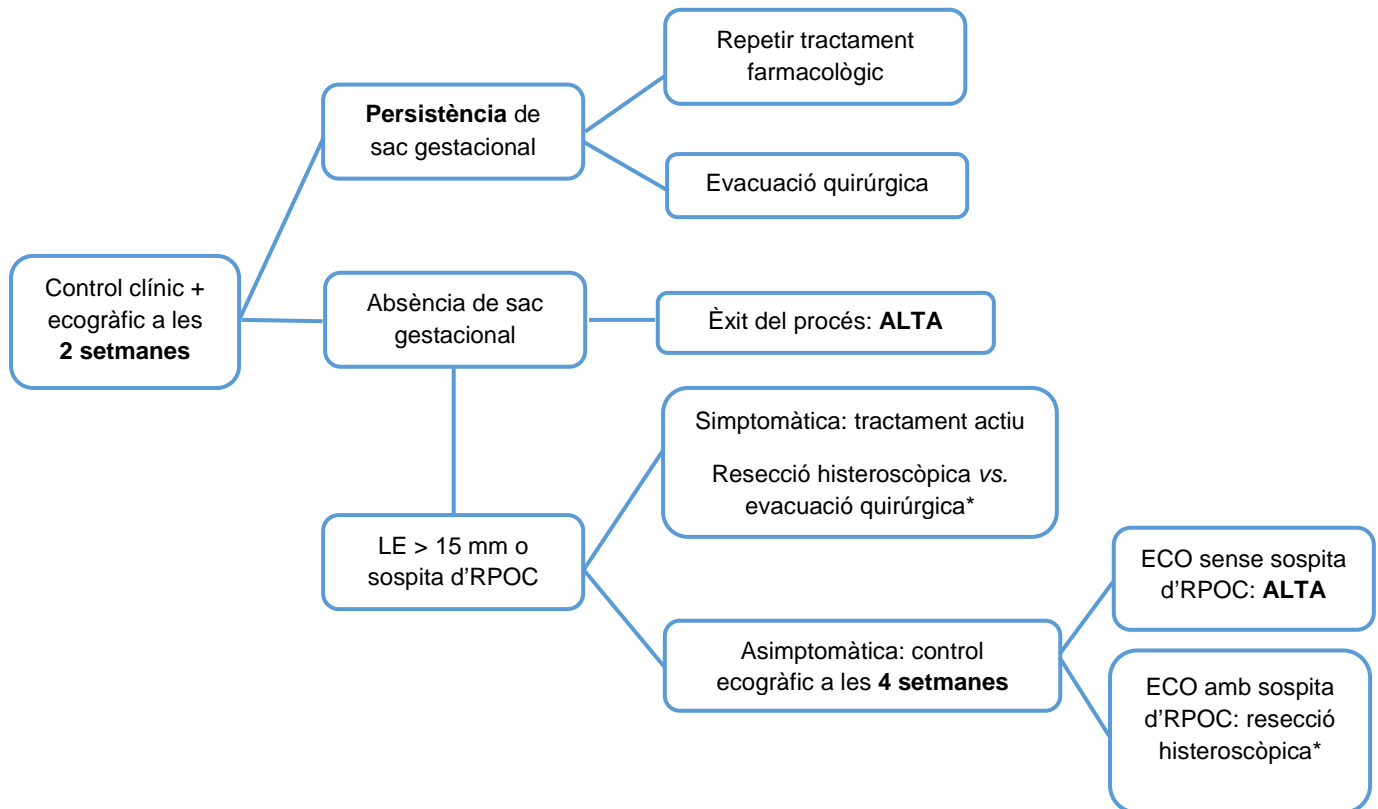 Repetir tractament
farmacològic
Persistència de
sac gestacional
Evacuació quirúrgica
Control clínic +
ecogràfic a les
2 setmanes
Absència de sac
gestacional
Èxit del procés: ALTA
Simptomàtica: tractament actiu
Resecció histeroscòpica vs.
evacuació quirúrgica*
LE > 15 mm o
sospita d’RPOC
ECO sense sospita
d’RPOC: ALTA
Asimptomàtica: control
ecogràfic a les 4 setmanes
ECO amb sospita
d’RPOC: resecció
histeroscòpica*